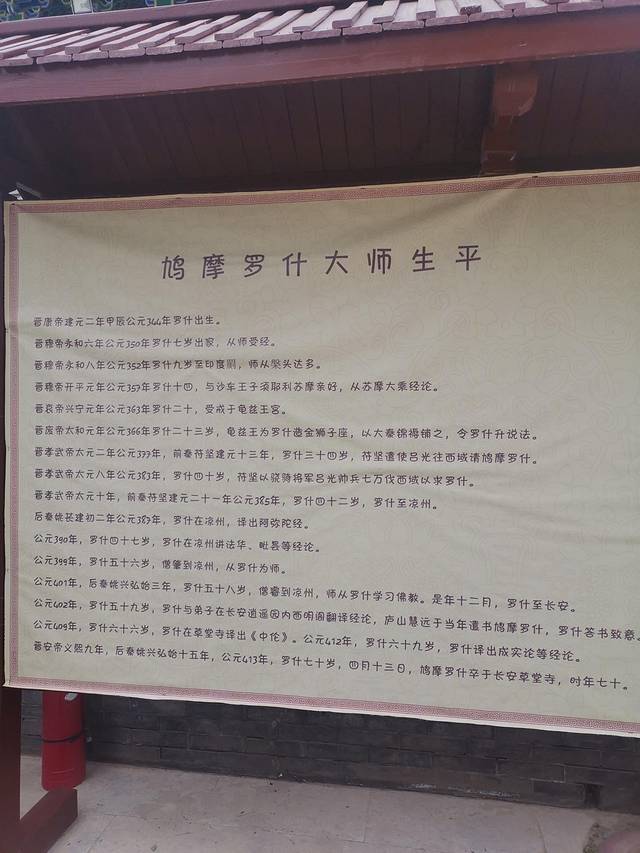 鸠摩罗什大师生平
晋康帝建元二年甲辰公元344年罗什出生。
晋穆帝永和六年公元350年罗什七岁出家,从师受经。
晋穆帝永和八年公元352年罗什九岁至印度罽,师从槃头达多。
晋穆帝开平元年公元357年罗什十四,与沙车王子须耶利苏摩亲好,从苏摩大乘经论。
晋哀帝兴宁元年公元363年罗什二十,受戒于龟兹王宫。
晋废帝太和元年公元366年罗什二十三岁,龟兹王为罗什造金狮子座,以大秦锦褥铺之,令罗什升说法。
晋孝武帝太元二年公元377年,前秦苻坚建元十三年,罗什三十四岁,苻坚遣使吕光往西域请鸠摩罗什。
晋孝武帝太元八年公元383年,罗什四十岁,苻坚以骁骑将军吕光帅兵七万伐西域以求罗什。
晋孝武帝太元十年,前秦苻坚建元二十一年公元385年,罗什四十二岁,罗什至凉州。
后秦姚苌建初二年公元387年,罗什在凉州,译出阿弥陀经。
公元390年,罗什四十七岁,罗什在凉州讲法华、毗昙等经论。
公元399年,罗什五十六岁,僧肇到凉州,从罗什为师。
公元401年,后秦姚兴弘始三年,罗什五十八岁,僧睿到凉州,师从罗什学习佛教。是年十二月,罗什至长安。
公元402年,罗什五十九岁,罗什与弟子在长安逍遥园内西明阁翻译经论,庐山慧远于当年遣书鸠摩罗什,罗什答书致意。
公元409年,罗什六十六岁,罗什在草堂寺译出《中伦》。公元412年,罗什六十九岁,罗什译出成实论等经论。
晋安帝义熙九年,后秦姚兴弘始十五年,公元413年,罗什七十岁,四月十三日,鸠摩罗什卒于长安草堂寺,时年七十。